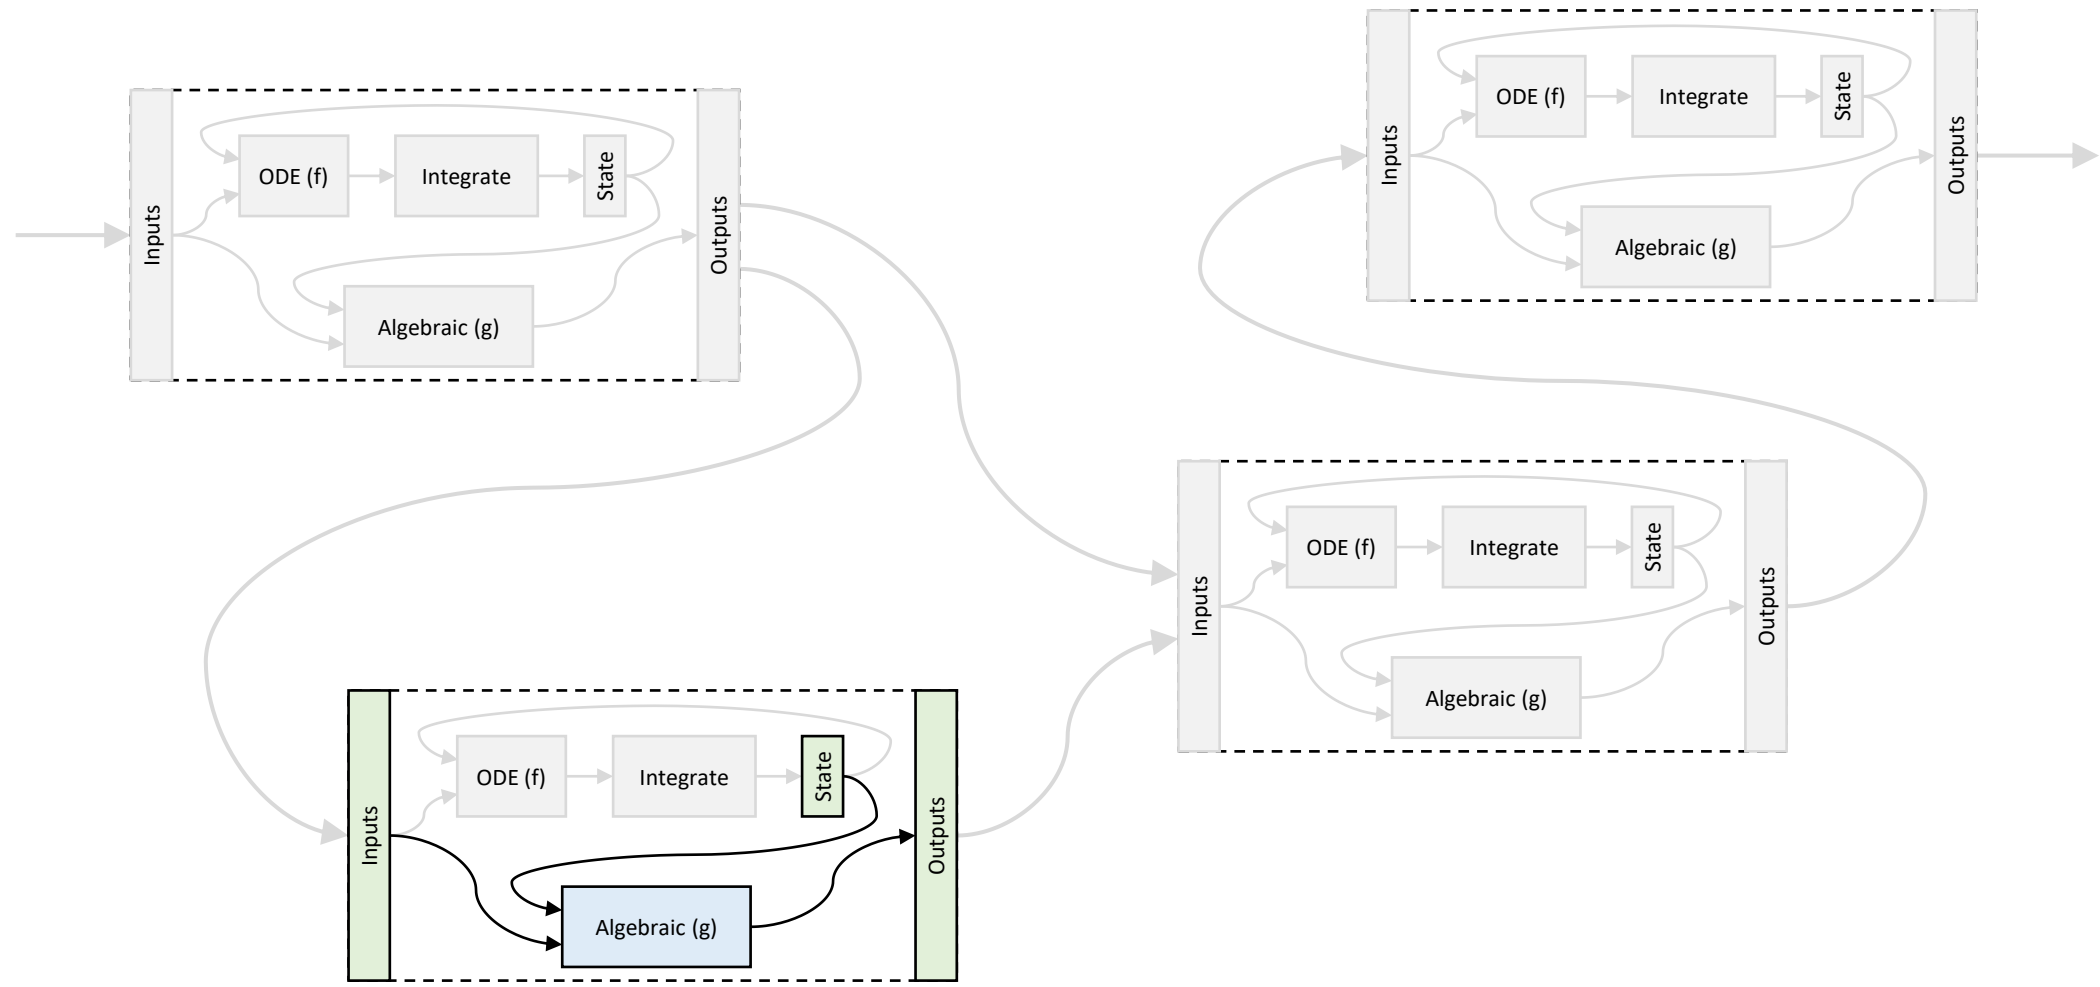 Inputs
ODE (f)
Integrate
State
Algebraic (g)
Outputs
Inputs
ODE (f)
Integrate
State
Algebraic (g)
Outputs
Inputs
ODE (f)
Integrate
State
Algebraic (g)
Outputs
Inputs
ODE (f)
Integrate
State
Algebraic (g)
Outputs